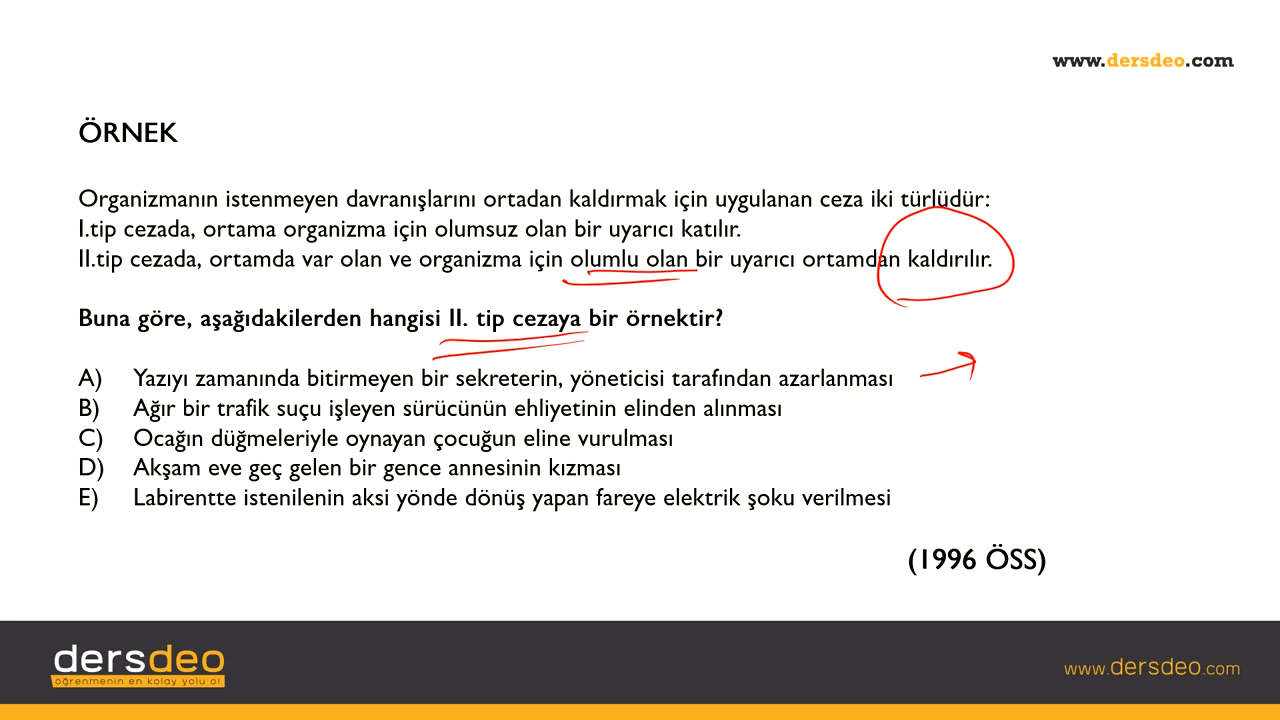 www.dersdeo.com
ÖRNEK
Organizmanın istenmeyen davranışlarını ortadan kaldırmak için uygulanan ceza iki türlüdür:
I.tip cezada, ortama organizma için olumsuz olan bir uyarıcı katılır.
II.tip cezada, ortamda var olan ve organizma için olumlu olan bir uyarıcı ortamdan kaldırılır.
Buna göre, aşağıdakilerden hangisi II. tip cezaya bir örnektir?
A) Yazıyı zamanında bitirmeyen bir sekreterin, yöneticisi tarafından azarlanması
B) Ağır bir trafik suçu işleyen sürücünün ehliyetinin elinden alınması
C) Ocağın düğmeleriyle oynayan çocuğun eline vurulması
D) Akşam eve geç gelen bir gence annesinin kızması
E) Labirentte istenilenin aksi yönde dönüş yapan fareye elektrik şoku verilmesi
(1996 ÖSS)
dersdeo
öğrenmenin en kolay yolu o!
www.dersdeo.com